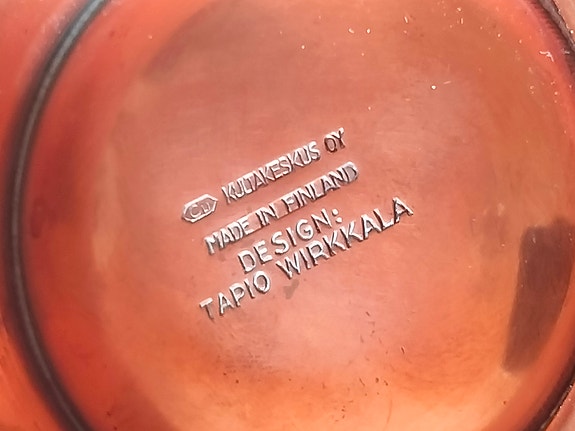 KULTAKESKUS OY
MADE IN FINLAND
DESIGN:
TAPIO WIRKKALA